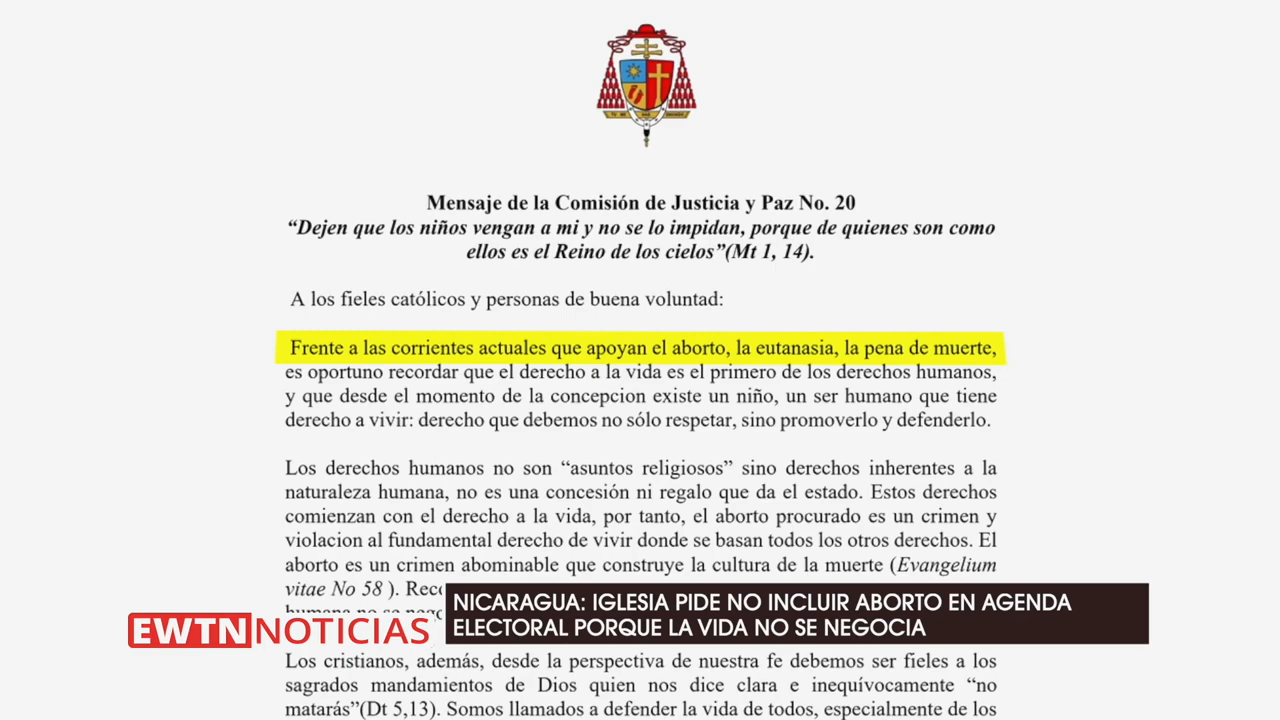 Mensaje de la Comisión de Justicia y Paz No. 20
“Dejen que los niños vengan a mi y no se lo impidan, porque de quienes son como
ellos es el Reino de los cielos”(Mt 1, 14).
A los fieles católicos y personas de buena voluntad:
Frente a las corrientes actuales que apoyan el aborto, la eutanasia, la pena de muerte,
es oportuno recordar que el derecho a la vida es el primero de los derechos humanos,
y que desde el momento de la concepcion existe un niño, un ser humano que tiene
derecho a vivir: derecho que debemos no sólo respetar, sino promoverlo y defenderlo.
Los derechos humanos no son “asuntos religiosos” sino derechos inherentes a la
naturaleza humana, no es una concesión ni regalo que da el estado. Estos derechos
comienzan con el derecho a la vida, por tanto, el aborto procurado es un crimen y
violacion al fundamental derecho de vivir donde se basan todos los otros derechos. El
aborto es un crimen abominable que construye la cultura de la muerte (Evangelium
vitae No 58 ).
NICARAGUA: IGLESIA PIDE NO INCLUIR ABORTO EN AGENDA
ELECTORAL PORQUE LA VIDA NO SE NEGOCIA
EWTN NOTICIAS
Los cristianos, además, desde la perspectiva de nuestra fe debemos ser fieles a los
sagrados mandamientos de Dios quien nos dice clara e inequívocamente “no
matarás”(Dt 5,13). Somos llamados a defender la vida de todos, especialmente de los